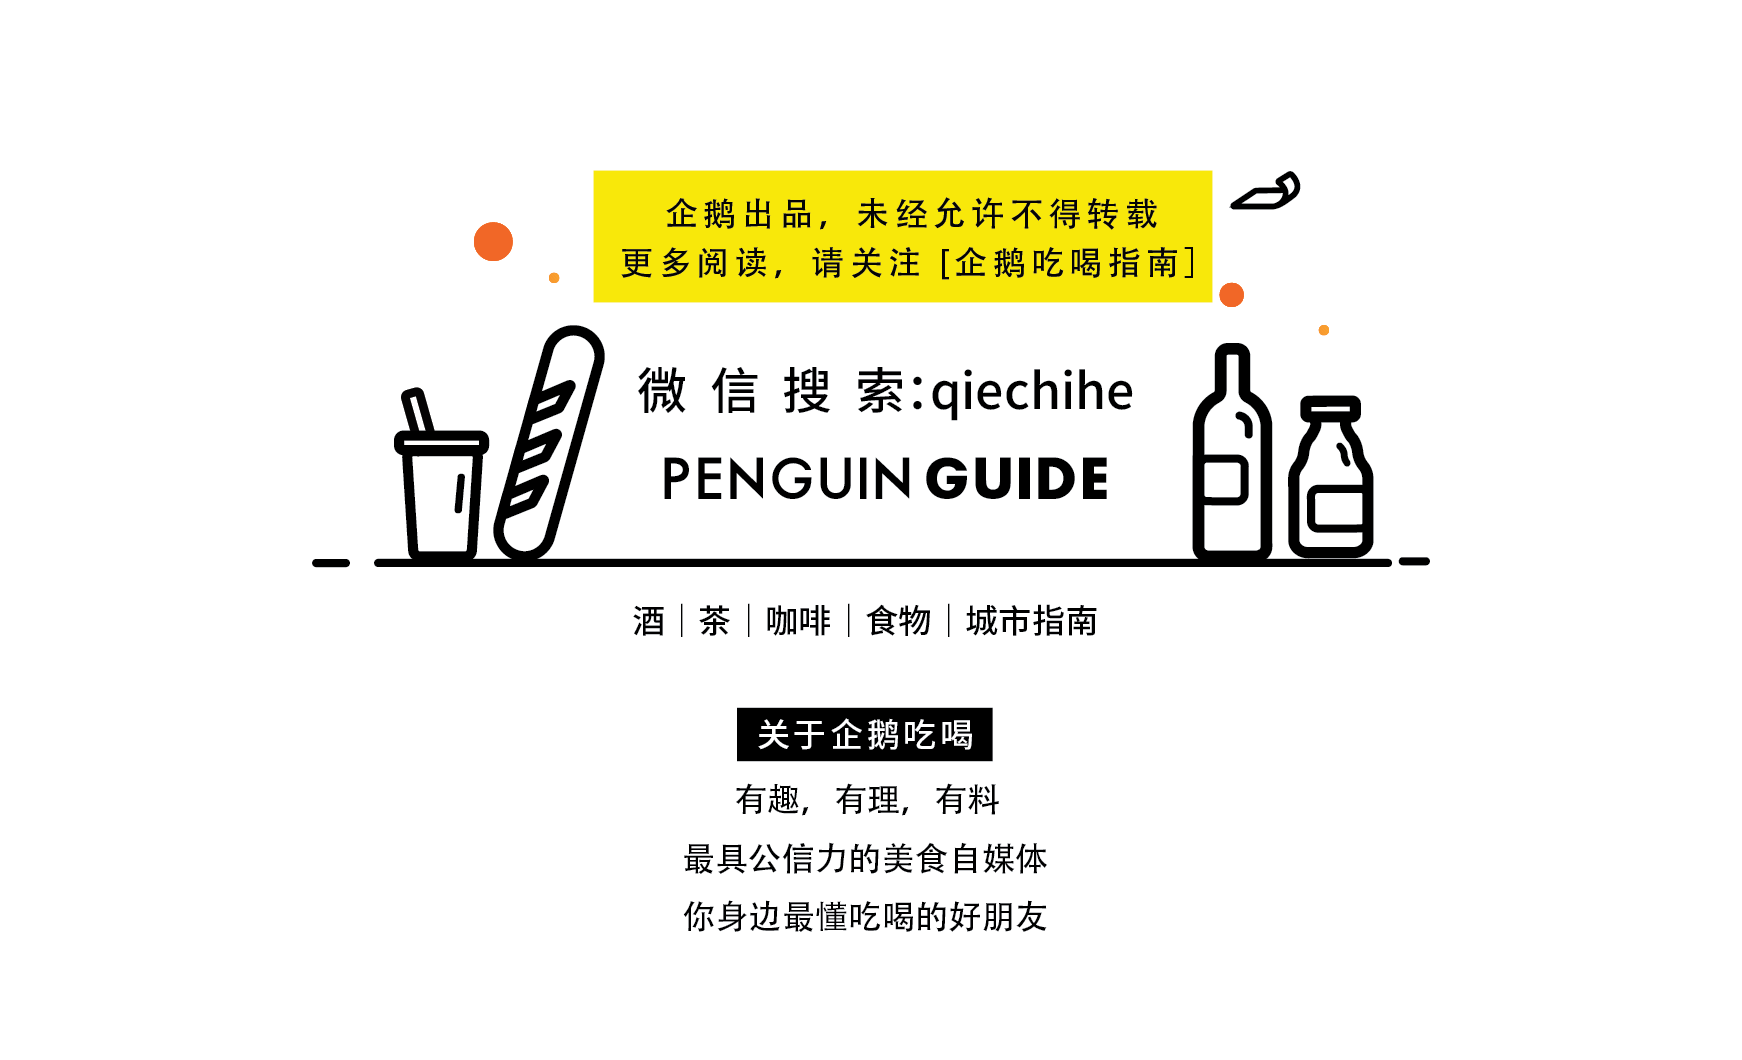 企鹅出品，未经允许不得转载
更多阅读，请关注 [企鹅吃喝指南]
微信搜索:qiechihe
PENGUIN GUIDE
酒｜茶｜咖啡｜食物｜城市指南
关于企鹅吃喝
有趣，有理，有料
最具公信力的美食自媒体
你身边最懂吃喝的好朋友